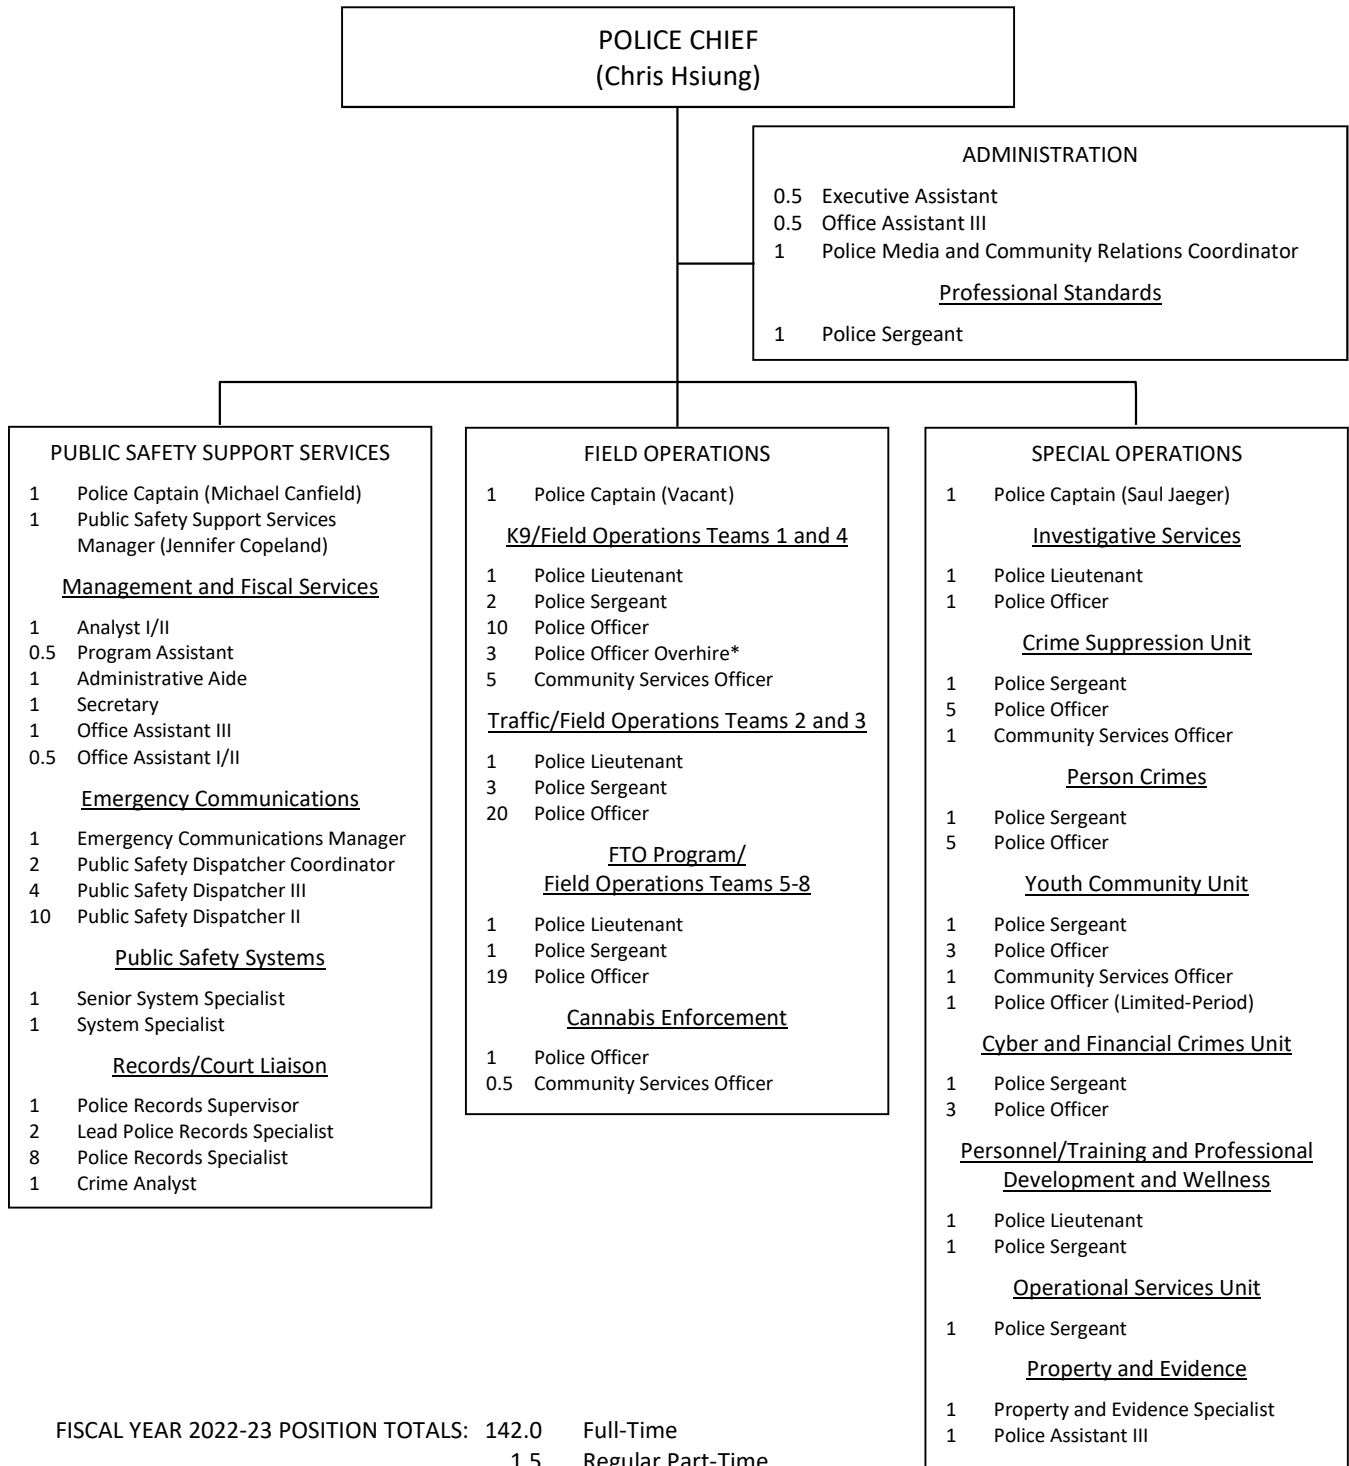 POLICE CHIEF
(Chris Hsiung)
ADMINISTRATION
0.5 Executive Assistant
0.5 Office Assistant III
1 Police Media and Community Relations Coordinator
Professional Standards
1 Police Sergeant
PUBLIC SAFETY SUPPORT SERVICES
1 Police Captain (Michael Canfield)
1 Public Safety Support Services
Manager (Jennifer Copeland)
Management and Fiscal Services
1 Analyst I/II
0.5 Program Assistant
1 Administrative Aide
1 Secretary
1 Office Assistant III
0.5 Office Assistant I/II
Emergency Communications
1 Emergency Communications Manager
2 Public Safety Dispatcher Coordinator
4 Public Safety Dispatcher III
10 Public Safety Dispatcher II
Public Safety Systems
1 Senior System Specialist
1 System Specialist
Records/Court Liaison
1 Police Records Supervisor
2 Lead Police Records Specialist
8 Police Records Specialist
1 Crime Analyst
FIELD OPERATIONS
1 Police Captain (Vacant)
K9/Field Operations Teams 1 and 4
1 Police Lieutenant
2 Police Sergeant
10 Police Officer
3 Police Officer Overhire*
5 Community Services Officer
Traffic/Field Operations Teams 2 and 3
1 Police Lieutenant
3 Police Sergeant
20 Police Officer
FTO Program/
Field Operations Teams 5-8
1 Police Lieutenant
1 Police Sergeant
19 Police Officer
Cannabis Enforcement
1 Police Officer
0.5 Community Services Officer
SPECIAL OPERATIONS
1 Police Captain (Saul Jaeger)
Investigative Services
1 Police Lieutenant
1 Police Officer
Crime Suppression Unit
1 Police Sergeant
5 Police Officer
1 Community Services Officer
Person Crimes
1 Police Sergeant
5 Police Officer
Youth Community Unit
1 Police Sergeant
3 Police Officer
1 Community Services Officer
1 Police Officer (Limited-Period)
Cyber and Financial Crimes Unit
1 Police Sergeant
3 Police Officer
Personnel/Training and Professional
Development and Wellness
1 Police Lieutenant
1 Police Sergeant
Operational Services Unit
1 Police Sergeant
Property and Evidence
1 Property and Evidence Specialist
1 Police Assistant III
FISCAL YEAR 2022-23 POSITION TOTALS: 142.0 Full-Time
1.5 Regular Part-Time